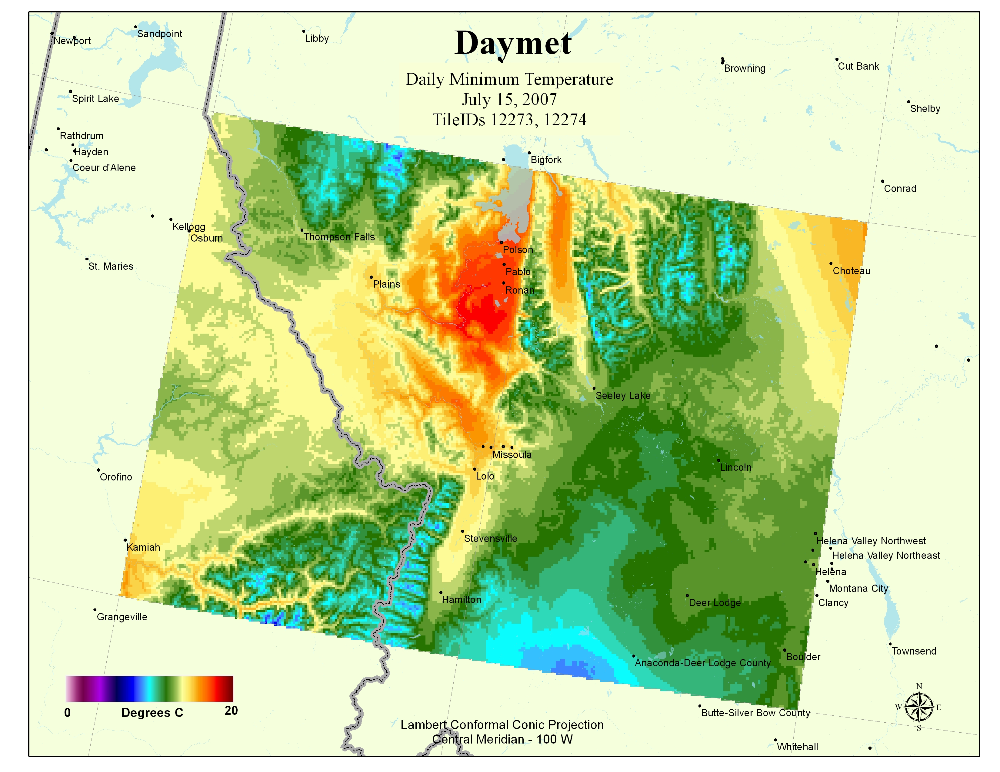 Daymet
Daily Minimum Temperature
July 15, 2007
TileIDs 12273, 12274
Newport
Sandpoint
Libby
Browning
Cut Bank
Spirit Lake
Shelby
Rathdrum
Hayden
Coeur d'Alene
Bigfork
Conrad
Kellogg
Osburn
Thompson Falls
Polson
St. Maries
Pablo
Choteau
Plains
Ronan
Seeley Lake
Missoula
Lincoln
Orofino
Lolo
Stevensville
Helena Valley Northwest
Kamiah
Helena Valley Northeast
Helena
Montana City
Hamilton
Deer Lodge
Clancy
Grangeville
Townsend
Boulder
Anaconda-Deer Lodge County
Butte-Silver Bow County
Whitehall
0 Degrees C 20
Lambert Conformal Conic Projection
Central Meridian - 100 W
N
W E
S